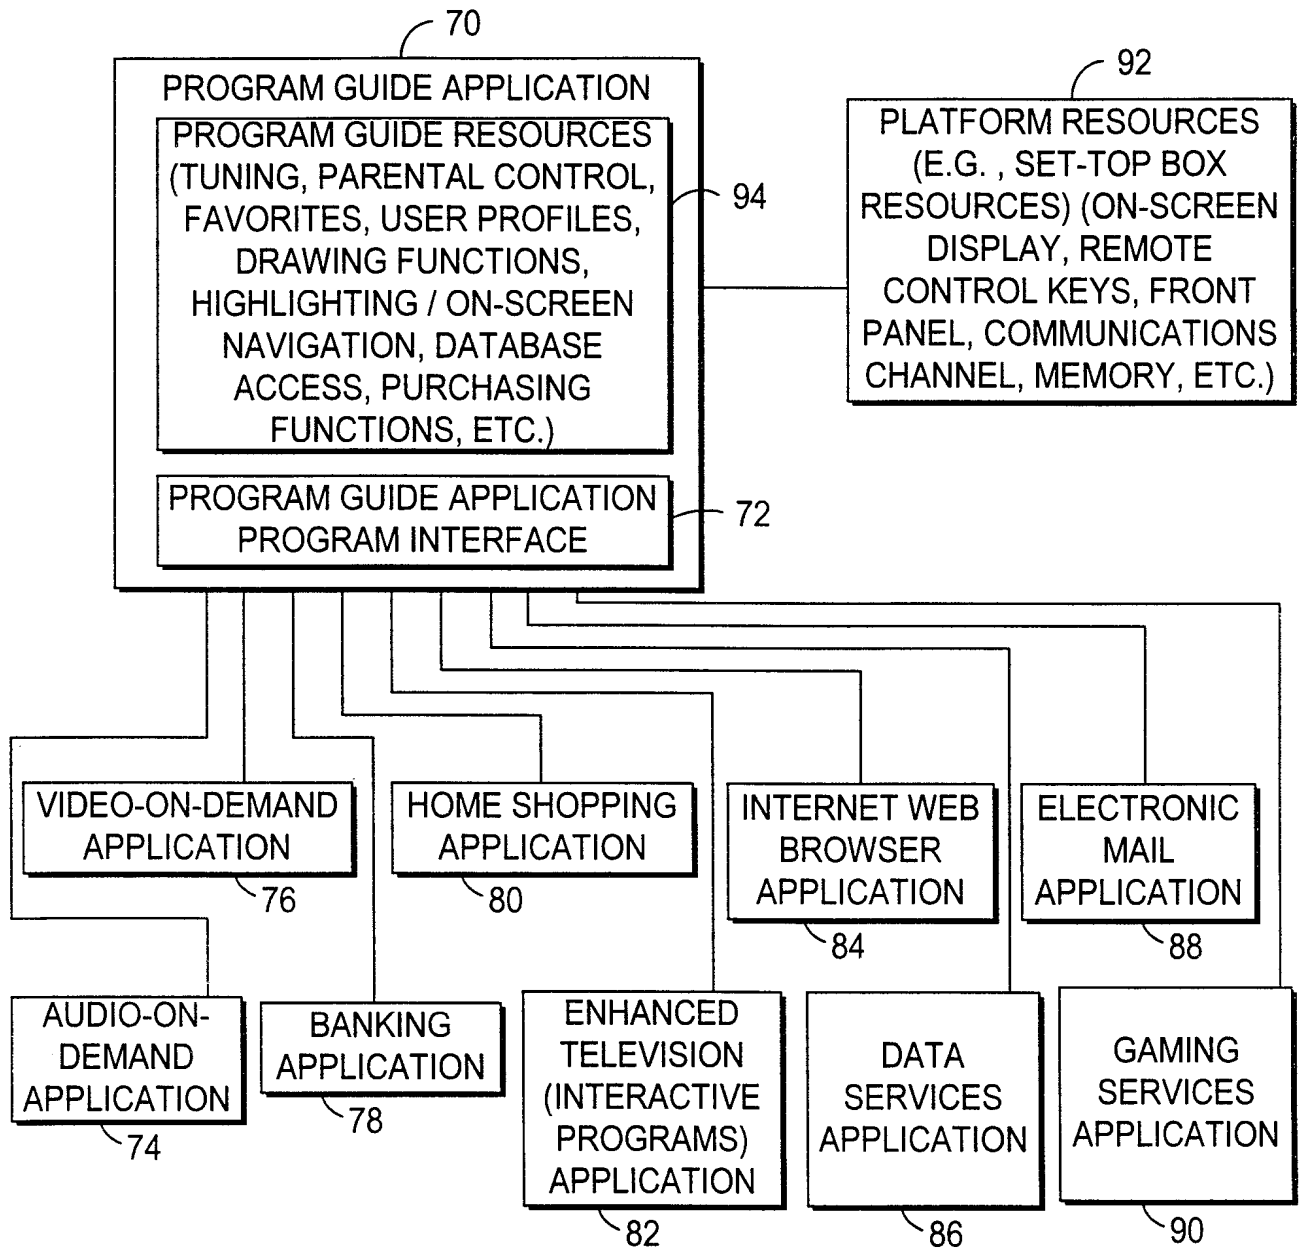 70
PROGRAM GUIDE APPLICATION
PROGRAM GUIDE RESOURCES
(TUNING, PARENTAL CONTROL,
FAVORITES, USER PROFILES,
DRAWING FUNCTIONS,
HIGHLIGHTING / ON-SCREEN
NAVIGATION, DATABASE
ACCESS, PURCHASING
FUNCTIONS, ETC.)
94
PROGRAM GUIDE APPLICATION
PROGRAM INTERFACE
72
92
PLATFORM RESOURCES
(E.G. , SET-TOP BOX
RESOURCES) (ON-SCREEN
DISPLAY, REMOTE
CONTROL KEYS, FRONT
PANEL, COMMUNICATIONS
CHANNEL, MEMORY, ETC.)
VIDEO-ON-DEMAND
APPLICATION
76
HOME SHOPPING
APPLICATION
80
INTERNET WEB
BROWSER
APPLICATION
84
ELECTRONIC
MAIL
APPLICATION
88
AUDIO-ON-
DEMAND
APPLICATION
74
BANKING
APPLICATION
78
ENHANCED
TELEVISION
(INTERACTIVE
PROGRAMS)
APPLICATION
82
DATA
SERVICES
APPLICATION
86
GAMING
SERVICES
APPLICATION
90